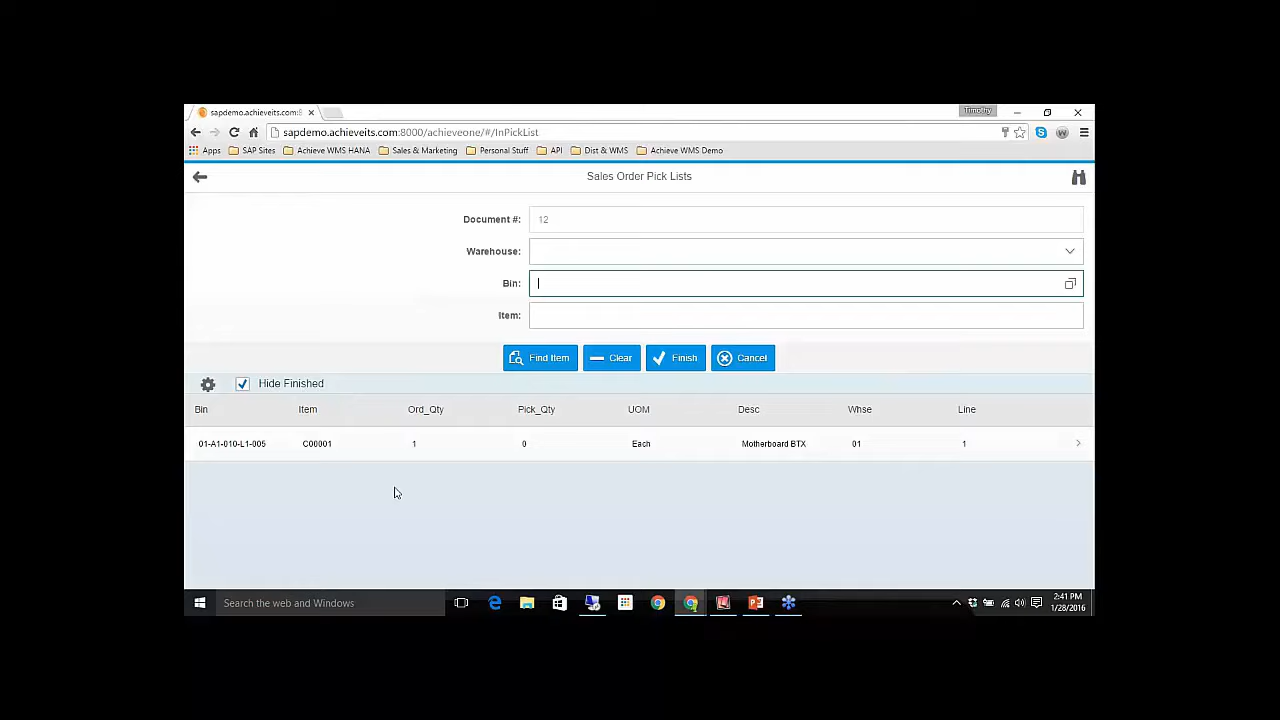 sapdemo.achieveits.com:8
Timothy
sapdemo.achieveits.com:8000/achieveone/#/InPickList
Apps SAP Sites Achieve WMS HANA Sales & Marketing Personal Stuff API Dist & WMS Achieve WMS Demo
Sales Order Pick Lists
Document #: 12
Warehouse:
Bin:
Item:
Find Item Clear Finish Cancel
Hide Finished
Bin Item Ord_Qty Pick_Qty UOM Desc Whse Line
01-A1-010-L1-005 C00001 1 0 Each Motherboard BTX 01 1
Search the web and Windows
2:41 PM
1/28/2016